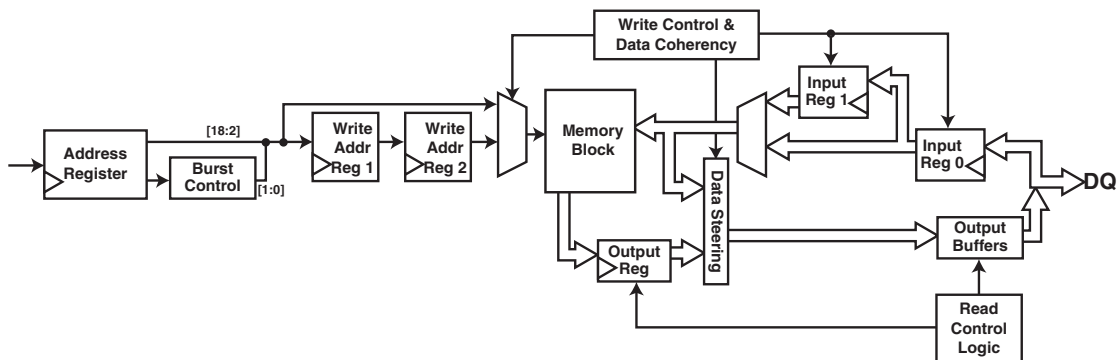 Write Control &
Data Coherency
Input
Reg 1
[18:2]
Address
Register
Burst
Control
[1:0]
Write
Addr
Reg 1
Write
Addr
Reg 2
Memory
Block
Input
Reg 0
Data Steering
DQ
Output
Reg
Output
Buffers
Read
Control
Logic